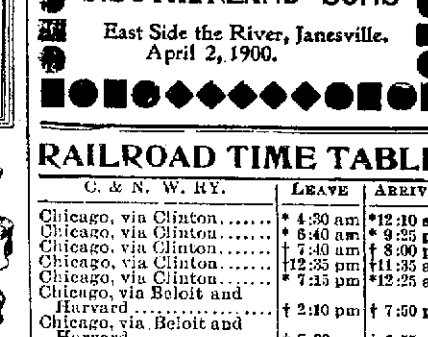 East Side the River, Janesville.
April 2, 1900.
RAILROAD TIME TABL
C. & N. W. RY. LEAVE ARRIV
Chicago, via Clinton....... * 4:30 am *12:10 a
Chicago, via Clinton....... * 6:40 am * 9:25 p
Chicago, via Clinton....... † 7:40 am † 8:00 p
Chicago, via Clinton....... †12:35 pm †11:35 a
Chicago, via Clinton....... * 7:15 pm *12:25 a
Chicago, via Beloit and
Harvard † 2:10 pm † 7:50 p
Chicago, via Beloit and
Harvard